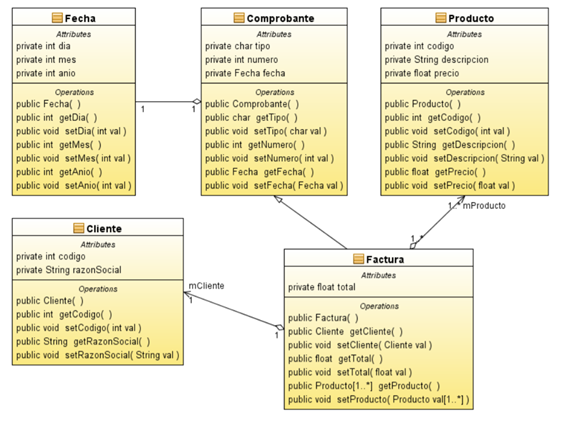 Fecha
Attributes
private int dia
private int mes
private int anio
Operations
public Fecha( )
public int getDia( )
public void setDia( int val )
public int getMes( )
public void setMes( int val )
public int getAnio( )
public void setAnio( int val )
1
1
Comprobante
Attributes
private char tipo
private int numero
private Fecha fecha
Operations
public Comprobante( )
public char getTipo( )
public void setTipo( char val )
public int getNumero( )
public void setNumero( int val )
public Fecha getFecha( )
public void setFecha( Fecha val )
Producto
Attributes
private int codigo
private String descripcion
private float precio
Operations
public Producto( )
public int getCodigo( )
public void setCodigo( int val )
public String getDescripcion( )
public void setDescripcion( String val )
public float getPrecio( )
public void setPrecio( float val )
1..* mProducto
1..*
Cliente
Attributes
private int codigo
private String razonSocial
Operations
public Cliente( )
public int getCodigo( )
public void setCodigo( int val )
public String getRazonSocial( )
public void setRazonSocial( String val )
mCliente
1
1
Factura
Attributes
private float total
Operations
public Factura( )
public Cliente getCliente( )
public void setCliente( Cliente val )
public float getTotal( )
public void setTotal( float val )
public Producto[1..*] getProducto( )
public void setProducto( Producto val[1..*] )